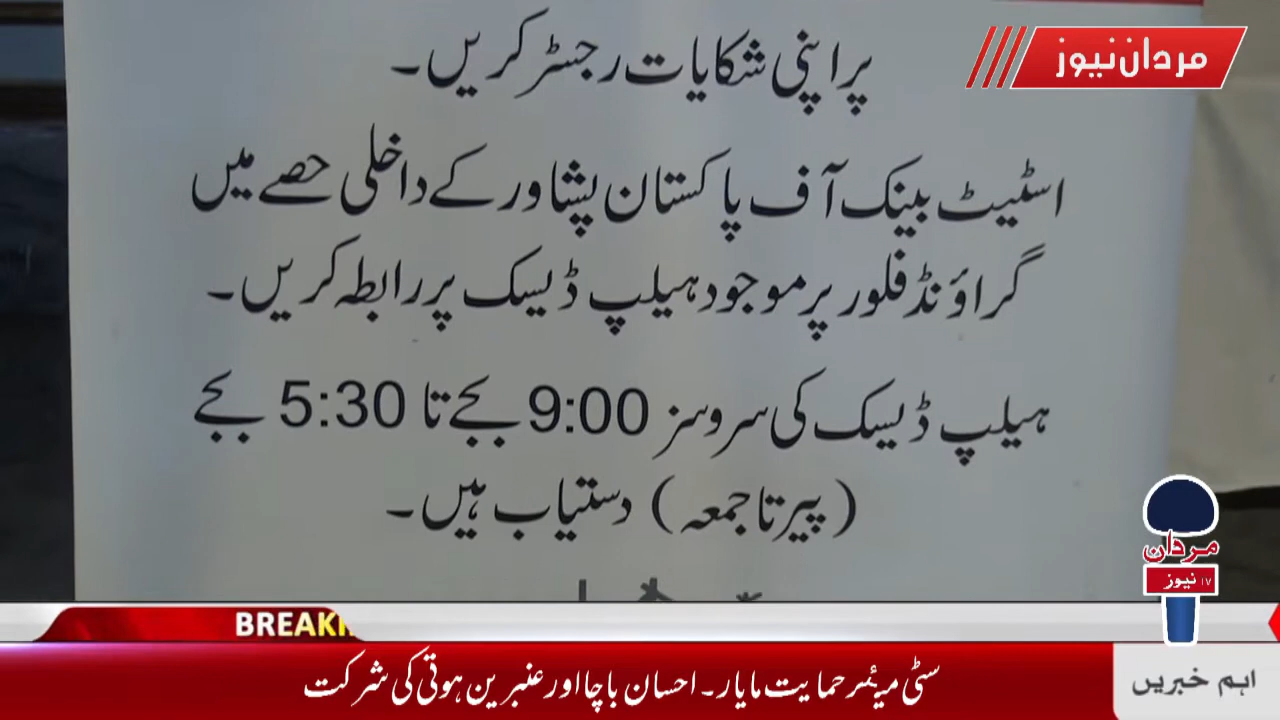 مردان نیوز
پر اپنی شکایات رجسٹر کریں۔
اسٹیٹ بینک آف پاکستان پشاور کے داخلی حصے میں
گراؤنڈ فلور پر موجود ہیلپ ڈیسک پر رابطہ کریں۔
ہیلپ ڈیسک کی سروسز 9:00 بجے تا 5:30 بجے
(پیر تا جمعہ) دستیاب ہیں۔
مردان
نیوز
BREAKI
سٹی میئمر حمایت مایار۔ احسان باچا اور عنبرین ہوتی کی شرکت
اہم خبریں